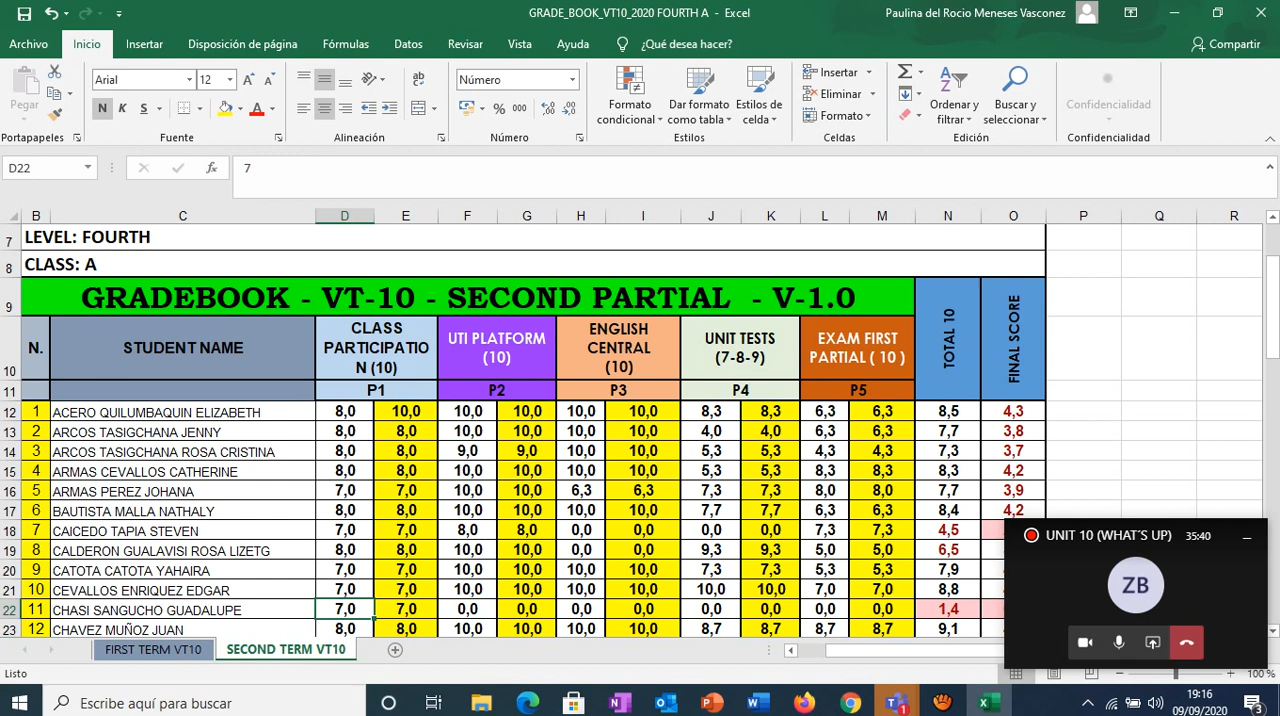 GRADE_BOOK_VT10_2020 FOURTH A - Excel Paulina del Rocio Meneses Vasconez
Archivo Inicio Insertar Disposición de página Fórmulas Datos Revisar Vista Ayuda ¿Qué desea hacer? Compartir
Pegar Arial 12 Número Formato condicional Dar formato como tabla Estilos de celda Insertar Eliminar Formato Ordenar y filtrar Buscar y seleccionar Confidencialidad
N K S % 000
Portapapeles Fuente Alineación Número Estilos Celdas Edición Confidencialidad
D22 fx 7
B C D E F G H I J K L M N O P Q R
7 LEVEL: FOURTH
8 CLASS: A
9 GRADEBOOK - VT-10 - SECOND PARTIAL - V-1.0 TOTAL 10 FINAL SCORE
10 N. STUDENT NAME CLASS PARTICIPATIO N (10) UTI PLATFORM (10) ENGLISH CENTRAL (10) UNIT TESTS (7-8-9) EXAM FIRST PARTIAL ( 10 )
11 P1 P2 P3 P4 P5
12 1 ACERO QUILUMBAQUIN ELIZABETH 8,0 10,0 10,0 10,0 10,0 10,0 8,3 8,3 6,3 6,3 8,5 4,3
13 2 ARCOS TASIGCHANA JENNY 8,0 8,0 10,0 10,0 10,0 10,0 4,0 4,0 6,3 6,3 7,7 3,8
14 3 ARCOS TASIGCHANA ROSA CRISTINA 8,0 8,0 9,0 9,0 10,0 10,0 5,3 5,3 4,3 4,3 7,3 3,7
15 4 ARMAS CEVALLOS CATHERINE 8,0 8,0 10,0 10,0 10,0 10,0 5,3 5,3 8,0 8,0 8,3 4,2
16 5 ARMAS PEREZ JOHANA 7,0 7,0 10,0 10,0 6,3 6,3 7,3 7,3 8,0 8,0 7,7 3,9
17 6 BAUTISTA MALLA NATHALY 8,0 8,0 10,0 10,0 10,0 10,0 7,7 7,7 6,3 6,3 8,4 4,2
18 7 CAICEDO TAPIA STEVEN 7,0 7,0 8,0 8,0 0,0 0,0 0,0 0,0 7,3 7,3 4,5
19 8 CALDERON GUALAVISI ROSA LIZETG 8,0 8,0 10,0 10,0 0,0 0,0 9,3 9,3 5,0 5,0 6,5
20 9 CATOTA CATOTA YAHAIRA 7,0 7,0 10,0 10,0 10,0 10,0 7,3 7,3 5,0 5,0 7,9
21 10 CEVALLOS ENRIQUEZ EDGAR 7,0 7,0 10,0 10,0 10,0 10,0 10,0 10,0 7,0 7,0 8,8
22 11 CHASI SANGUCHO GUADALUPE 7,0 7,0 0,0 0,0 0,0 0,0 0,0 0,0 0,0 0,0 1,4
23 12 CHAVEZ MUÑOZ JUAN 8,0 8,0 10,0 10,0 10,0 10,0 8,7 8,7 8,7 8,7 9,1
UNIT 10 (WHAT´S UP) 35:40
ZB
FIRST TERM VT10 SECOND TERM VT10
Listo 100 %
Escribe aquí para buscar 1 19:16
09/09/2020 3